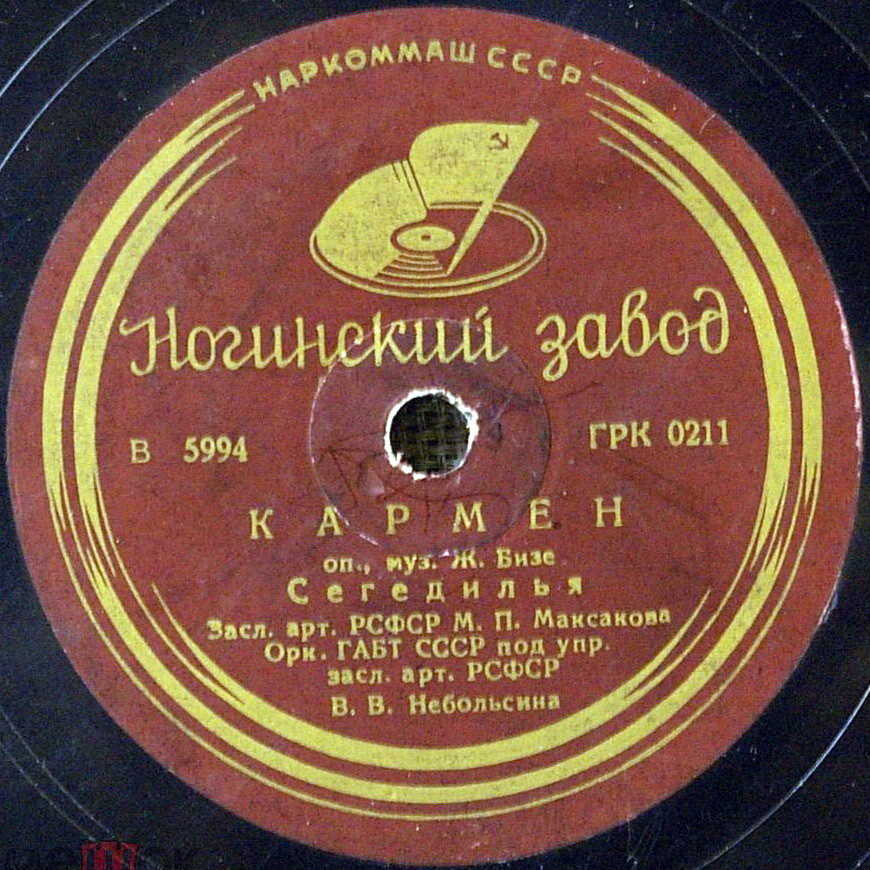 НАРКОММАШ СССР
Ногинский завод
В 5994
ГРК 0211
КАРМЕН
оп., муз. Ж. Бизе
Сегедилья
Засл. арт. РСФСР М. П. Максакова
Орк. ГАБТ СССР под упр.
засл. арт. РСФСР
В. В. Небольсина